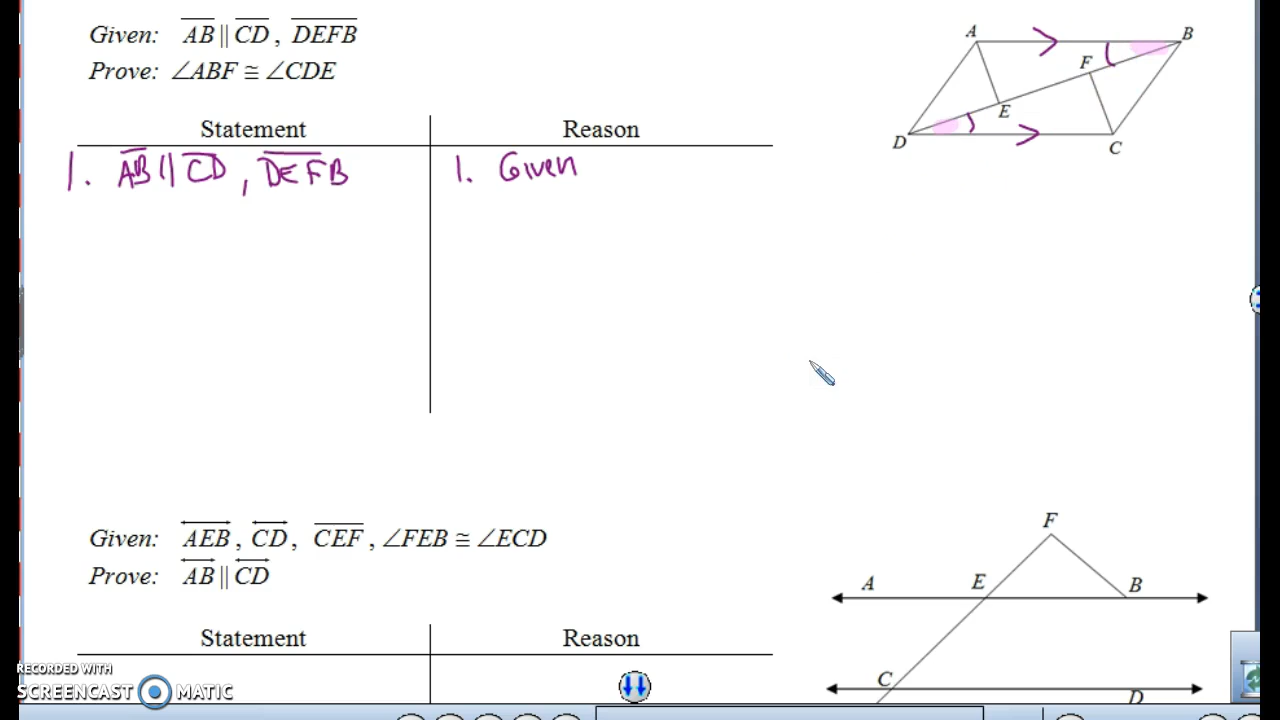 Given: AB || CD , DEFB
Prove: ∠ABF ≅ ∠CDE
Statement Reason
1. AB || CD , DEFB 1. Given
A B
F
E
D C
Given: AEB , CD , CEF , ∠FEB ≅ ∠ECD
Prove: AB || CD
Statement Reason
F
A E B
C D
RECORDED WITH
SCREENCAST MATIC